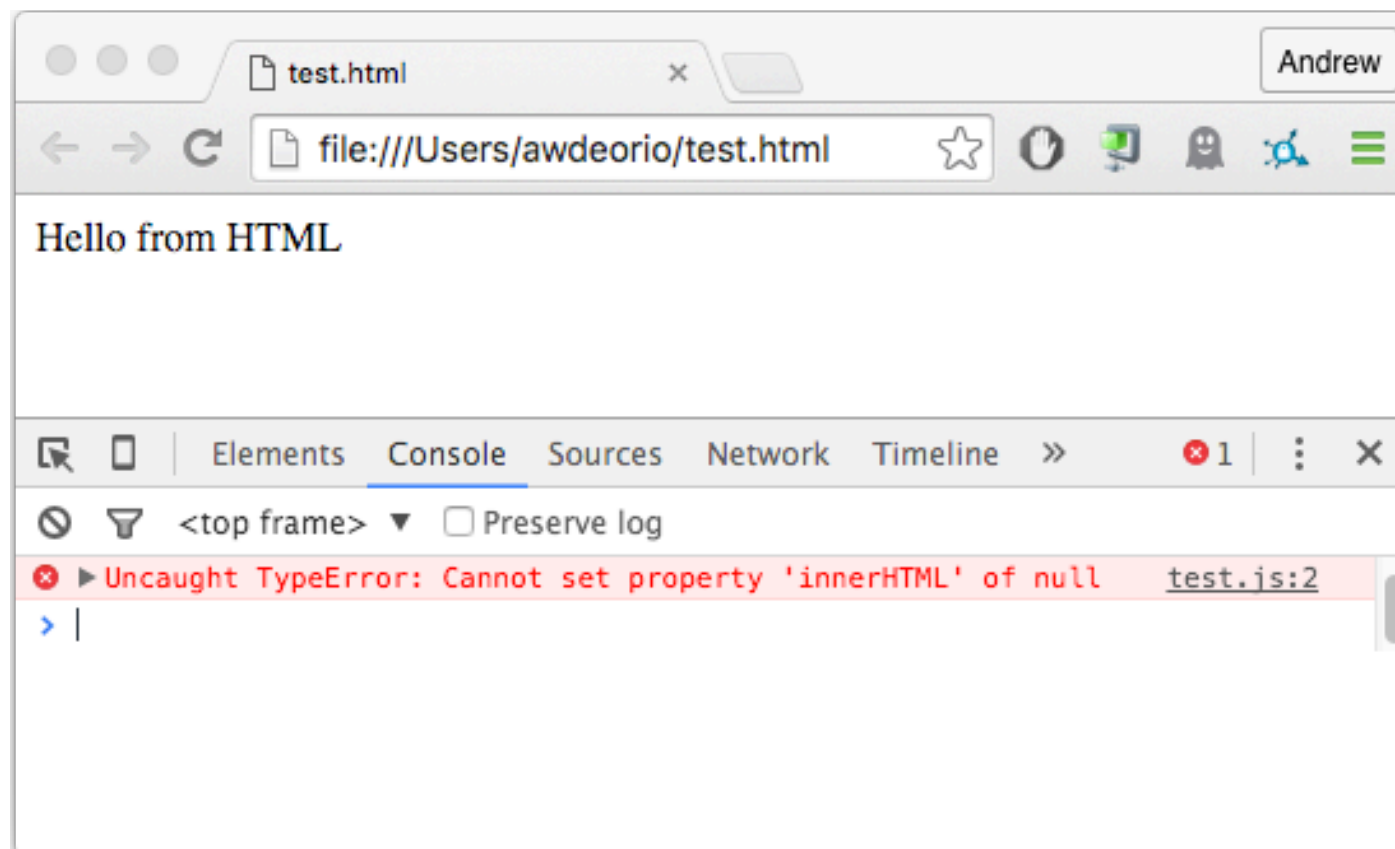 test.html ×
Andrew
file:///Users/awdeorio/test.html
Hello from HTML
Elements Console Sources Network Timeline » 1
<top frame> ▼ Preserve log
Uncaught TypeError: Cannot set property 'innerHTML' of null test.js:2
>